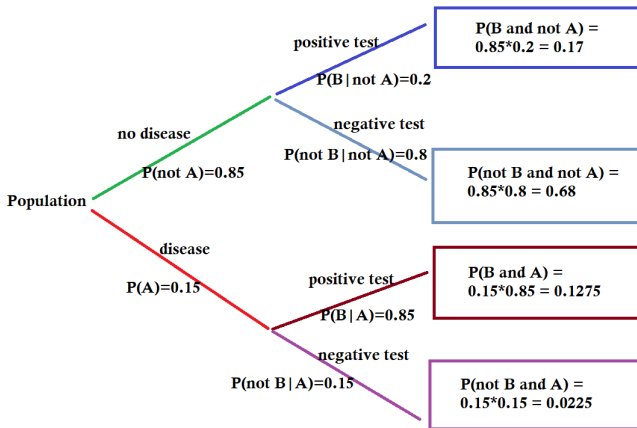 positive test
P(B and not A) =
0.85*0.2 = 0.17
P(B|not A)=0.2
no disease
negative test
P(not B|not A)=0.8
P(not A)=0.85
P(not B and not A) =
0.85*0.8 = 0.68
Population
disease
P(A)=0.15
positive test
P(B and A) =
0.15*0.85 = 0.1275
P(B|A)=0.85
negative test
P(not B|A)=0.15
P(not B and A) =
0.15*0.15 = 0.0225